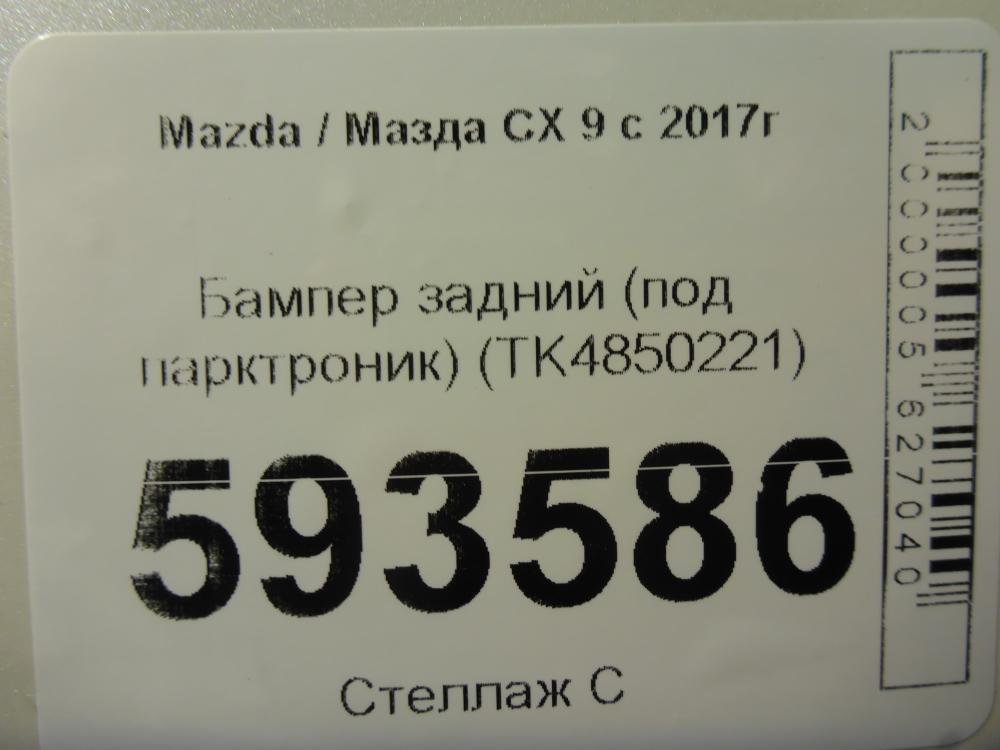 Mazda / Мазда CX 9 с 2017г
Бампер задний (под
парктроник) (TK4850221)
593586
Стеллаж С
2000005627040